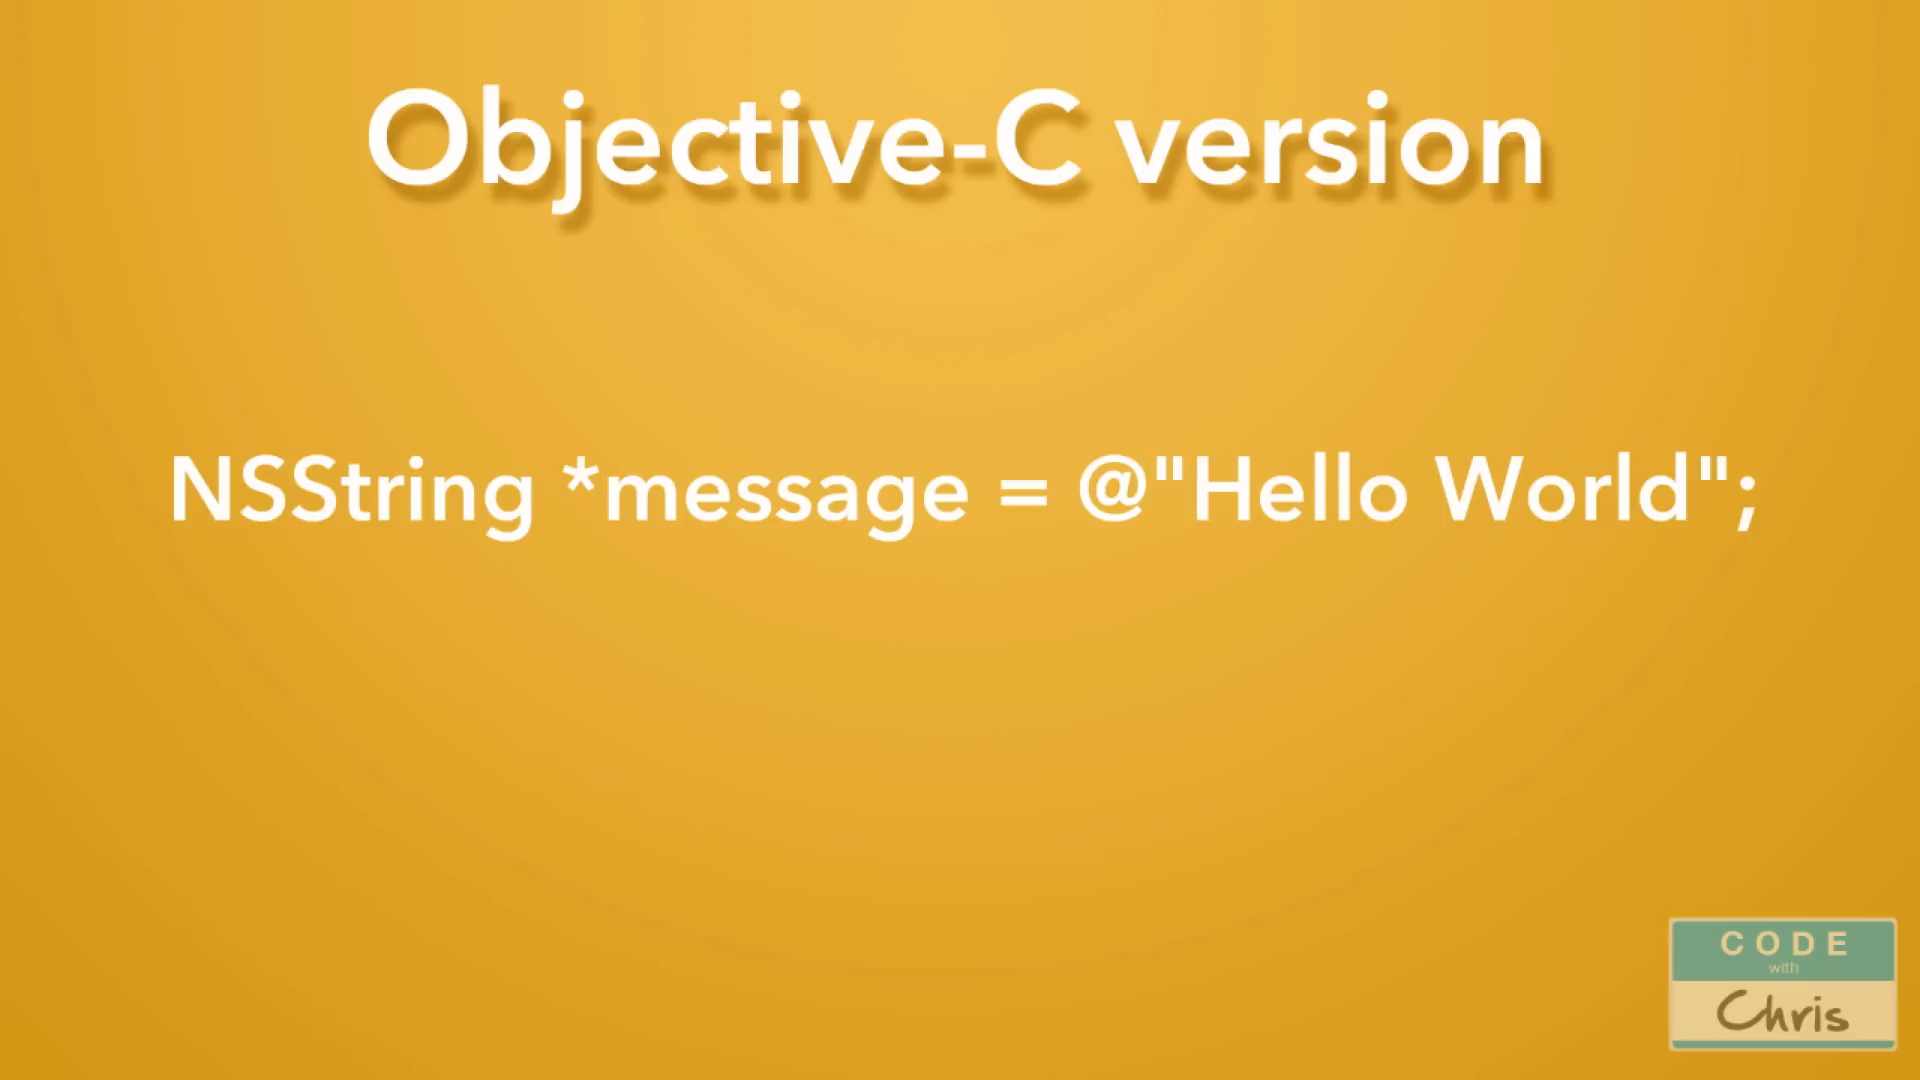 Objective-C version
NSString *message = @"Hello World";
CODE
with
Chris